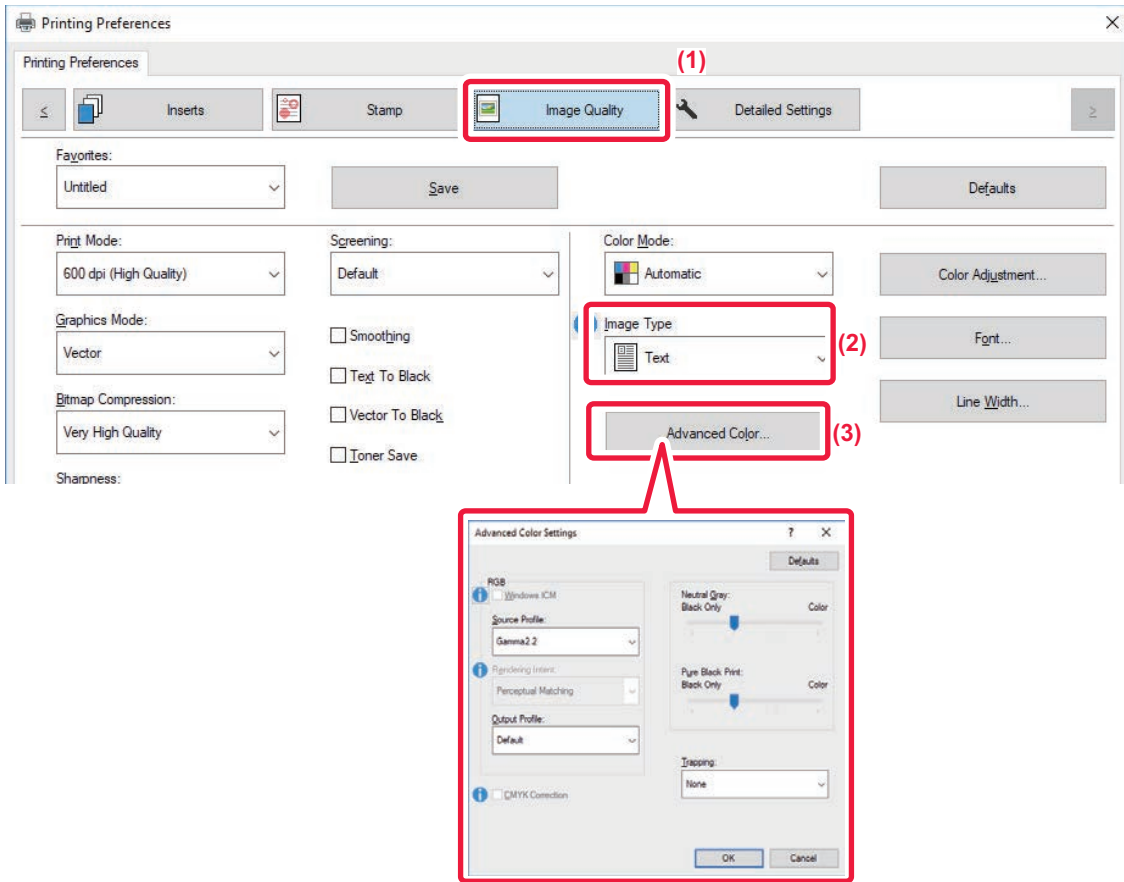 Printing Preferences
Printing Preferences
(1)
<
Inserts
Stamp
Image Quality
Detailed Settings
>
Favorites:
Untitled
Save
Defaults
Print Mode:
600 dpi (High Quality)
Screening:
Default
Color Mode:
Automatic
Color Adjustment...
Graphics Mode:
Vector
Smoothing
Image Type
Text
(2)
Font...
Text To Black
Bitmap Compression:
Very High Quality
Vector To Black
Line Width...
Advanced Color...
(3)
Toner Save
Sharpness:
Advanced Color Settings
?
Defaults
RGB
Windows ICM
Source Profile:
Gamma2.2
Rendering Intent:
Perceptual Matching
Output Profile:
Default
CMYK Correction
Neutral Gray:
Black Only Color
Pure Black Print:
Black Only Color
Trapping:
None
OK
Cancel